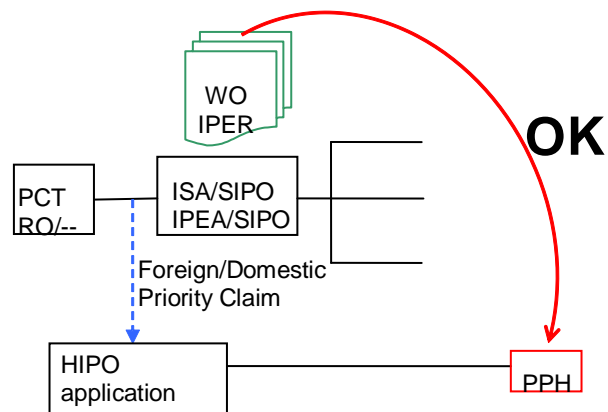 WO
IPER
OK
PCT
RO/--
ISA/SIPO
IPEA/SIPO
Foreign/Domestic
Priority Claim
HIPO
application
PPH